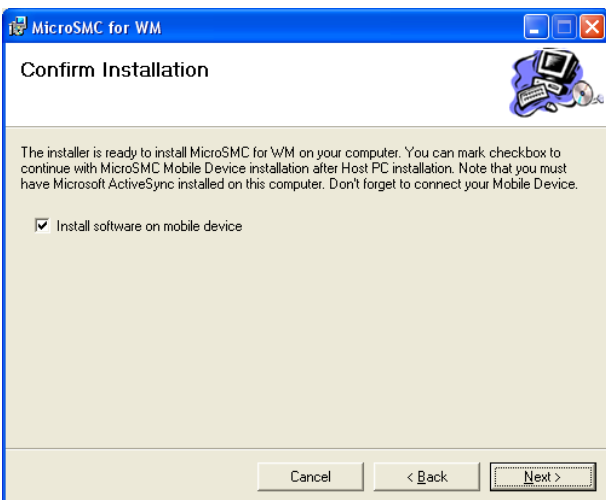 MicroSMC for WM
Confirm Installation
The installer is ready to install MicroSMC for WM on your computer. You can mark checkbox to
continue with MicroSMC Mobile Device installation after Host PC installation. Note that you must
have Microsoft ActiveSync installed on this computer. Don't forget to connect your Mobile Device.
Install software on mobile device
Cancel
< Back
Next >